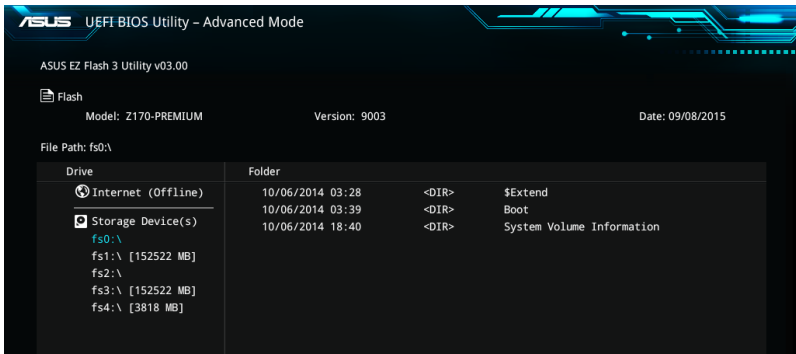 ASUS UEFI BIOS Utility – Advanced Mode
ASUS EZ Flash 3 Utility v03.00
Flash
Model: Z170-PREMIUM Version: 9003 Date: 09/08/2015
File Path: fs0:\
Drive Folder
Internet (Offline) 10/06/2014 03:28 <DIR> $Extend
10/06/2014 03:39 <DIR> Boot
Storage Device(s) 10/06/2014 18:40 <DIR> System Volume Information
fs0:\
fs1:\ [152522 MB]
fs2:\
fs3:\ [152522 MB]
fs4:\ [3818 MB]